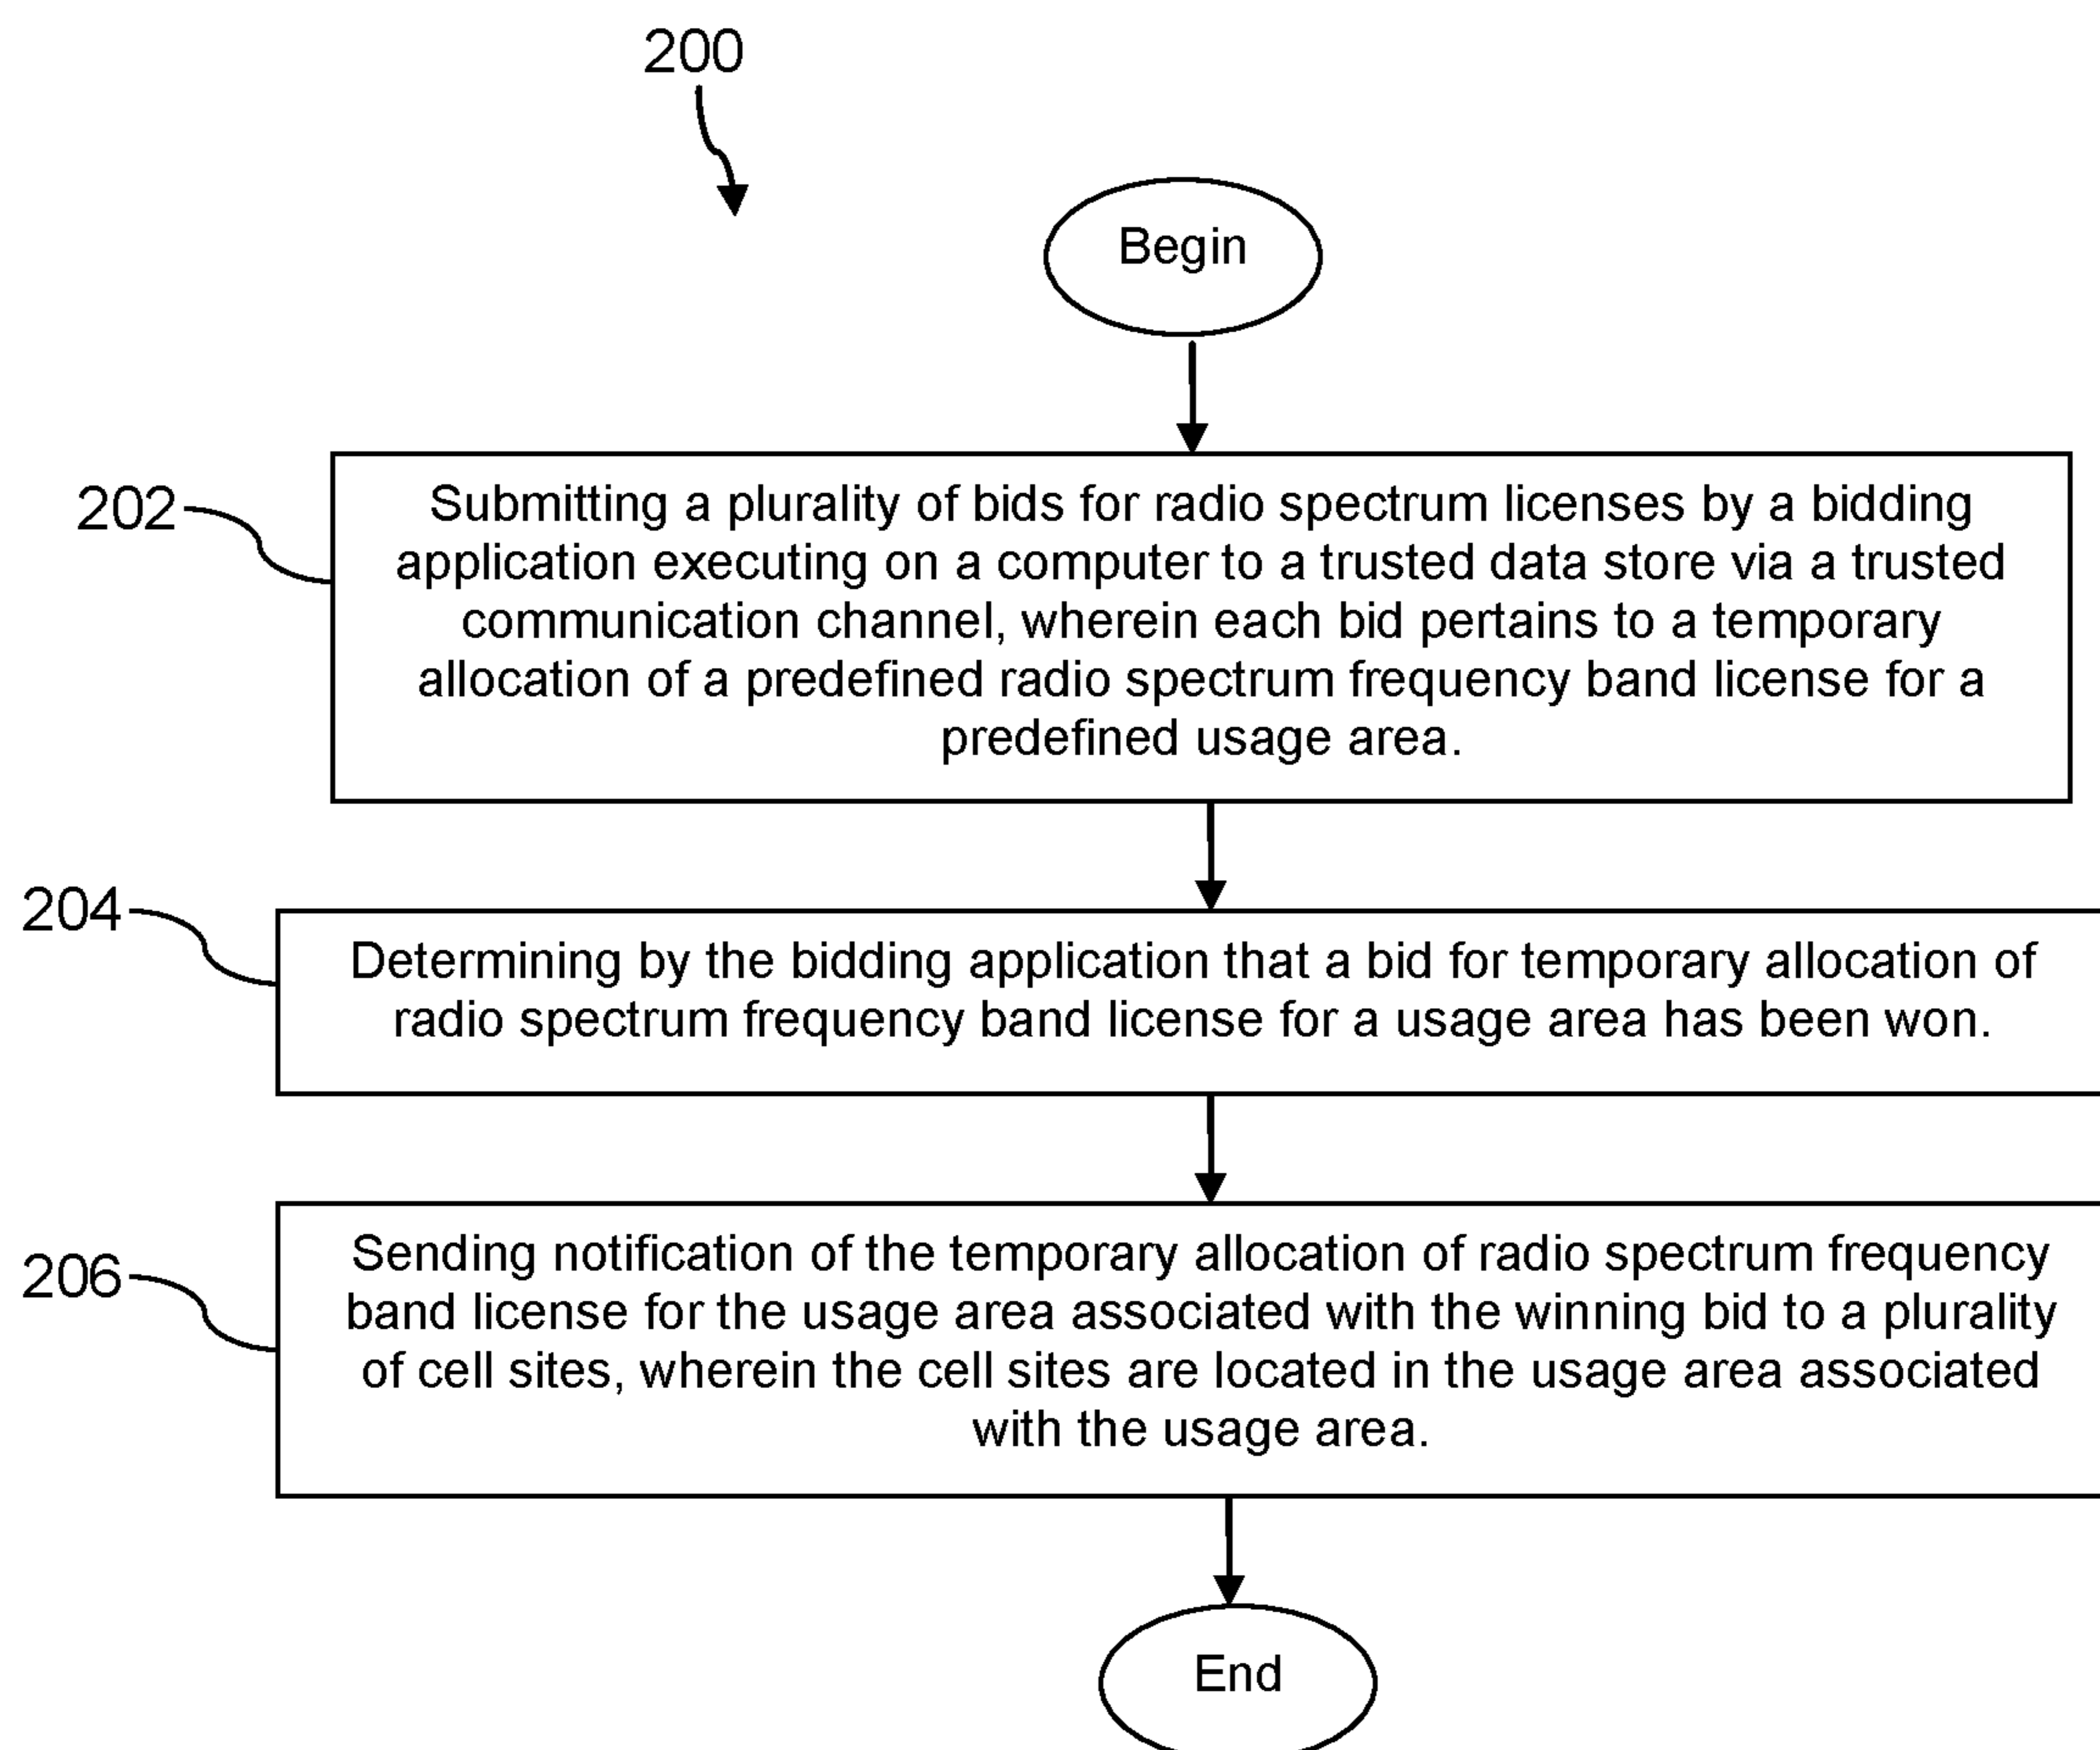 200
Begin
202
Submitting a plurality of bids for radio spectrum licenses by a bidding
application executing on a computer to a trusted data store via a trusted
communication channel, wherein each bid pertains to a temporary
allocation of a predefined radio spectrum frequency band license for a
predefined usage area.
204
Determining by the bidding application that a bid for temporary allocation of
radio spectrum frequency band license for a usage area has been won.
206
Sending notification of the temporary allocation of radio spectrum frequency
band license for the usage area associated with the winning bid to a plurality
of cell sites, wherein the cell sites are located in the usage area associated
with the usage area.
End